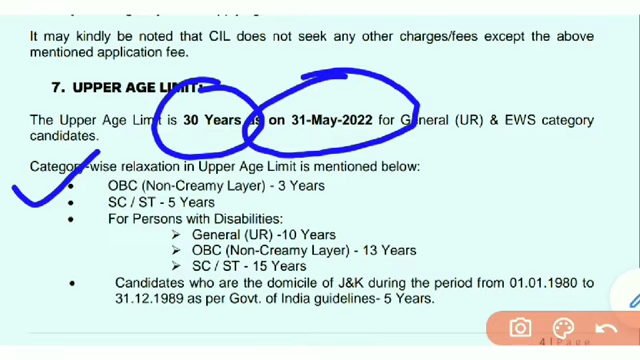 It may kindly be noted that CIL does not seek any other charges/fees except the above
mentioned application fee.
7. UPPER AGE LIMIT:
The Upper Age Limit is 30 Years as on 31-May-2022 for General (UR) & EWS category
candidates.
Category-wise relaxation in Upper Age Limit is mentioned below:
• OBC (Non-Creamy Layer) - 3 Years
• SC / ST - 5 Years
• For Persons with Disabilities:
➢ General (UR) -10 Years
➢ OBC (Non-Creamy Layer) - 13 Years
➢ SC / ST - 15 Years
• Candidates who are the domicile of J&K during the period from 01.01.1980 to
31.12.1989 as per Govt. of India guidelines- 5 Years.
4 | Page